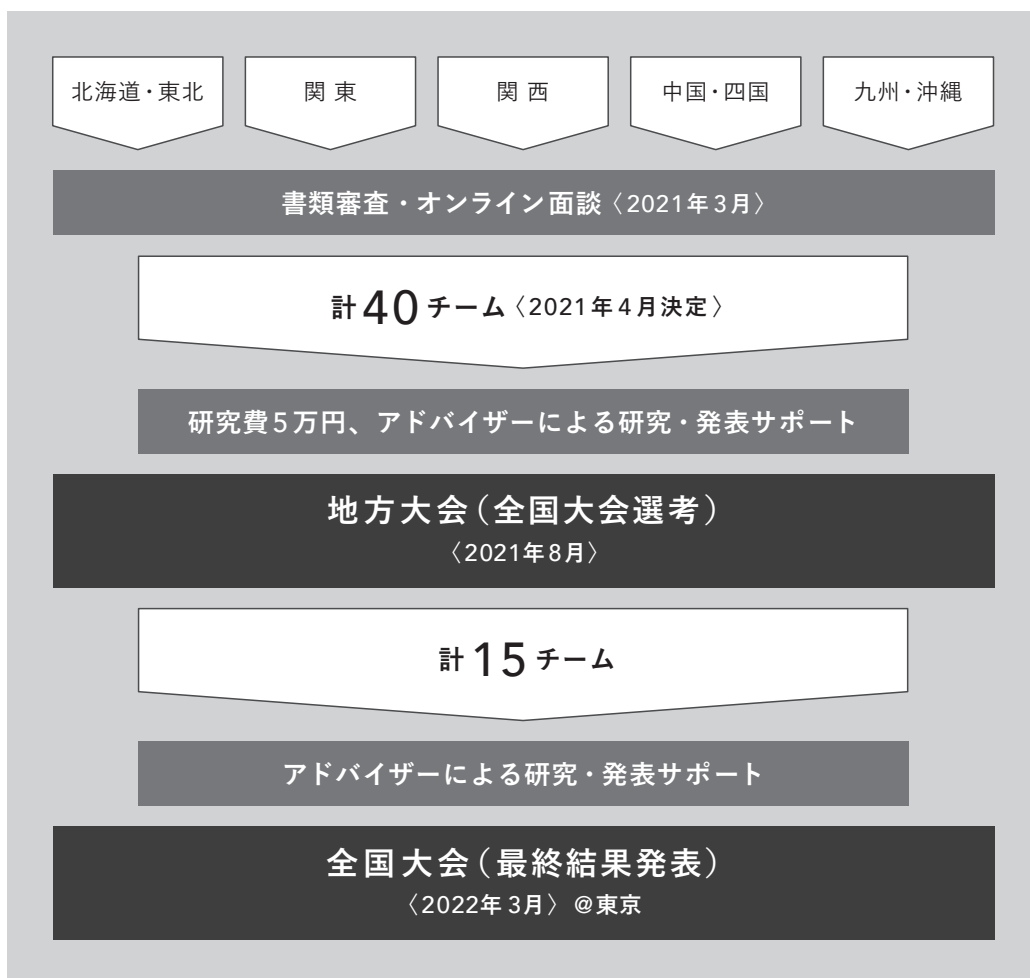 北海道・東北
関東
関西
中国・四国
九州・沖縄
書類審査・オンライン面談〈2021年3月〉
計40チーム〈2021年4月決定〉
研究費5万円、アドバイザーによる研究・発表サポート
地方大会(全国大会選考)
〈2021年8月〉
計15チーム
アドバイザーによる研究・発表サポート
全国大会(最終結果発表)
〈2022年3月〉@東京